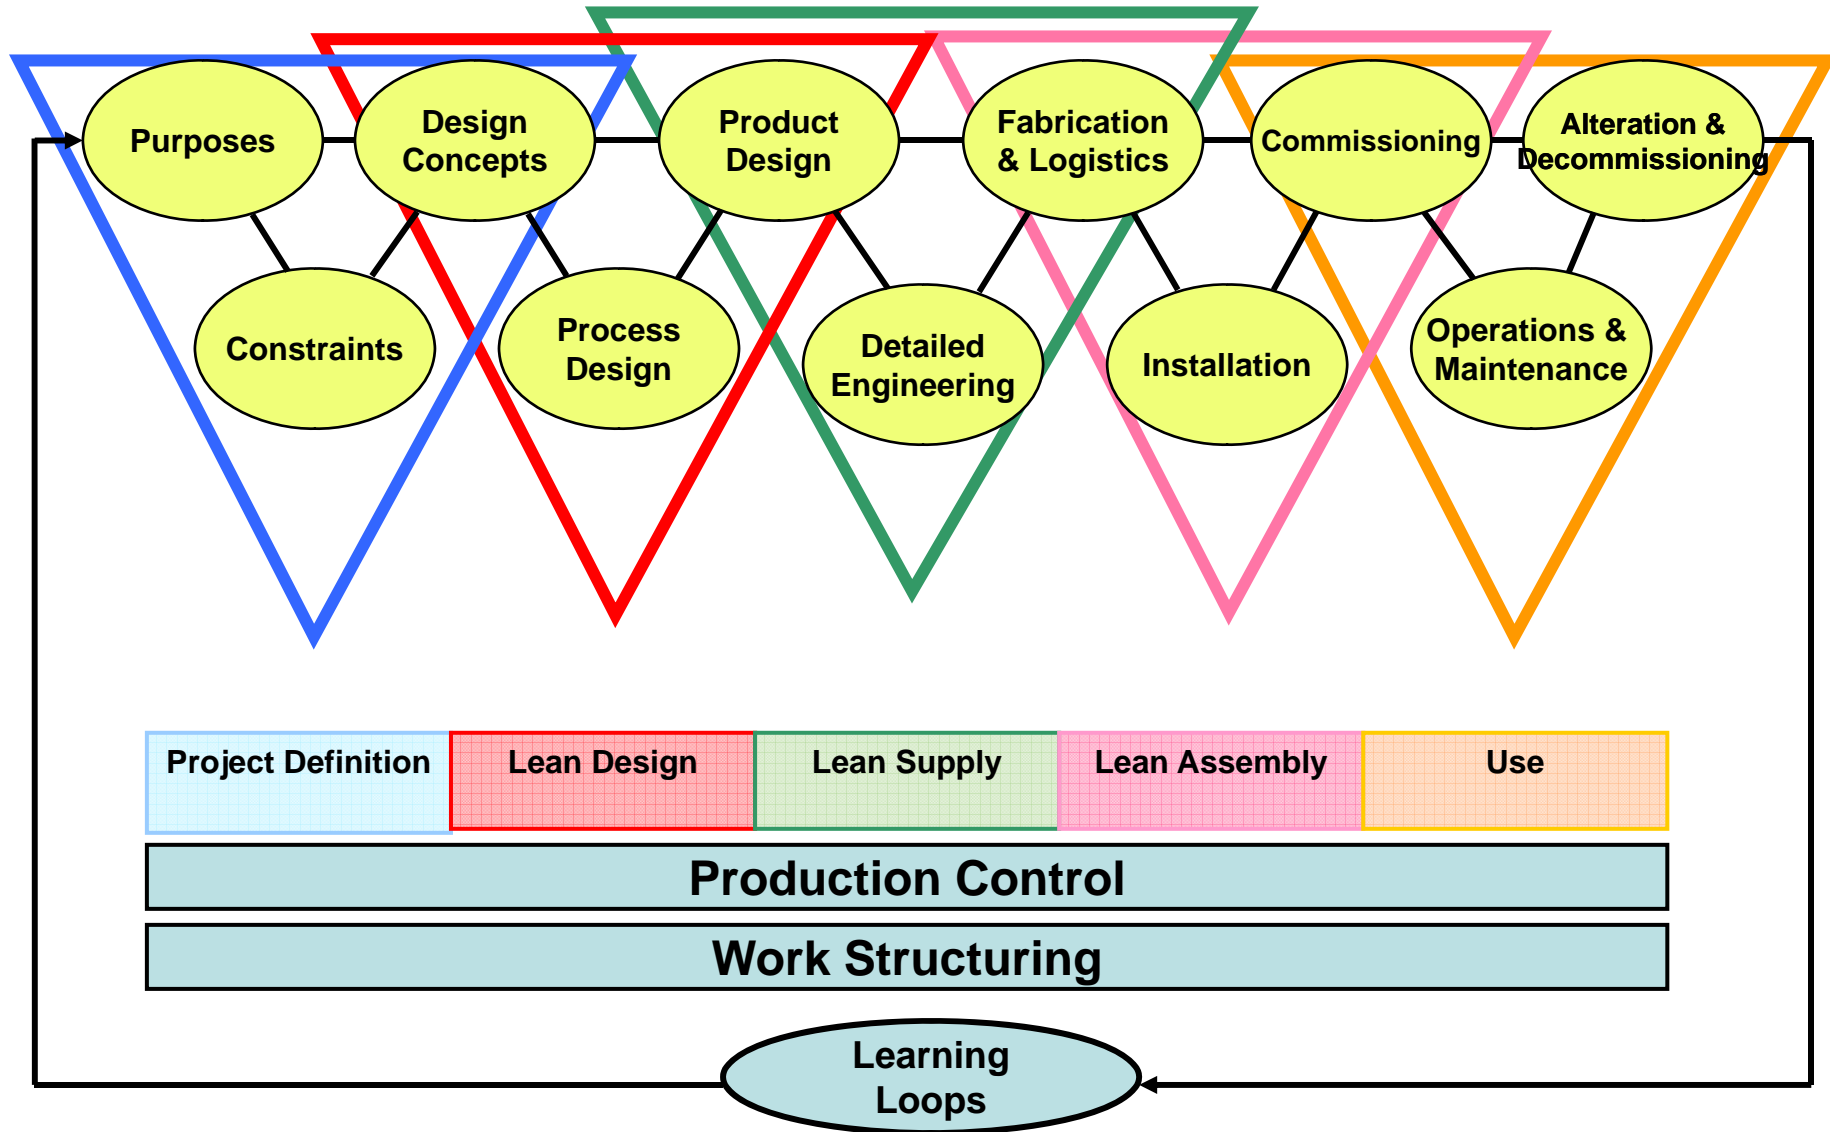 Purposes
Design
Concepts
Product
Design
Fabrication
& Logistics
Commissioning
Alteration &
Decommissioning
Constraints
Process
Design
Detailed
Engineering
Installation
Operations &
Maintenance
Project Definition
Lean Design
Lean Supply
Lean Assembly
Use
Production Control
Work Structuring
Learning
Loops